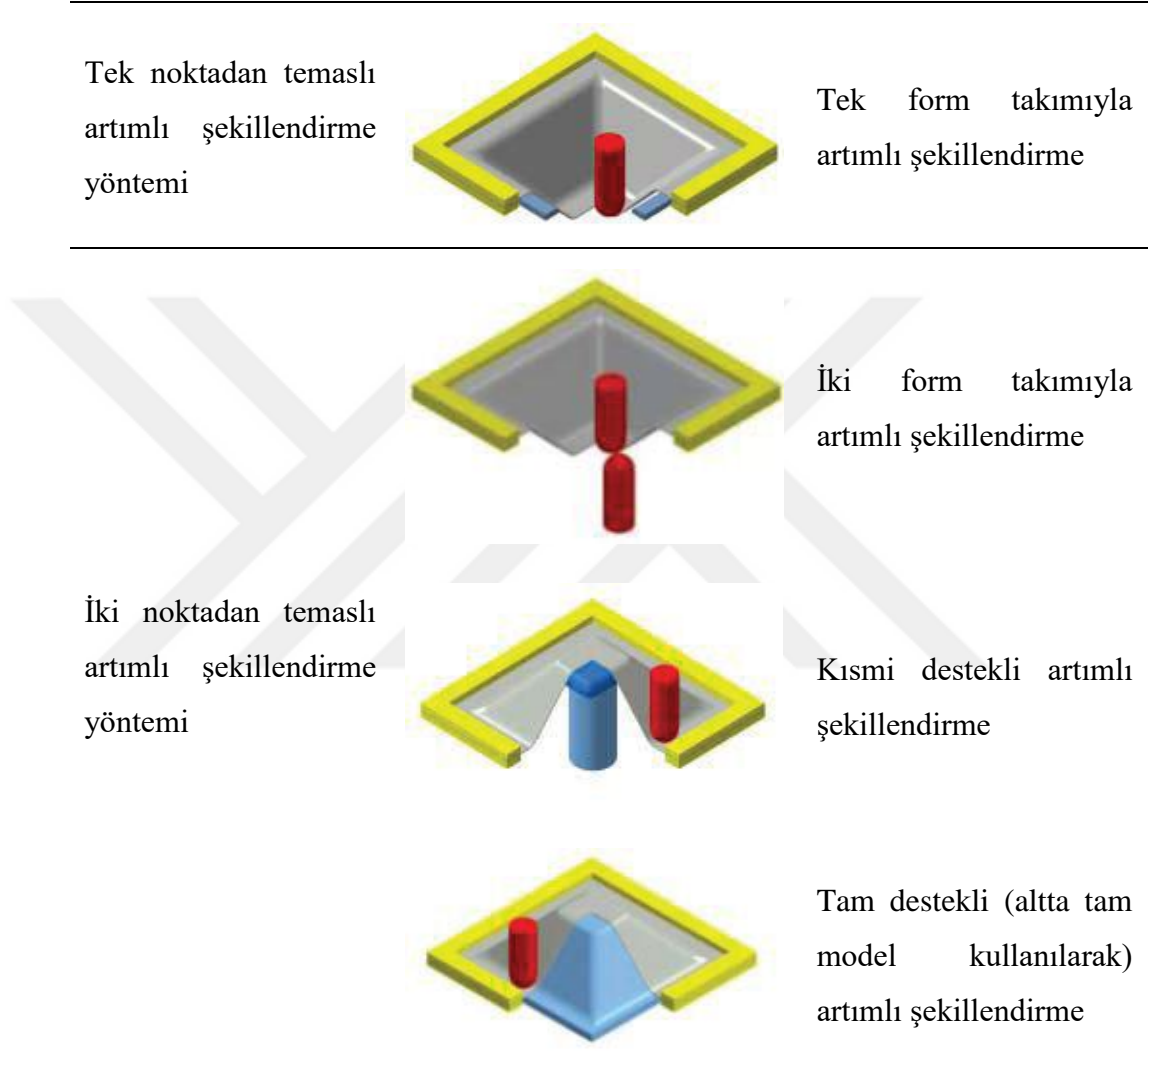 Tek noktadan temaslı
artımlı şekillendirme
yöntemi
Tek form takımıyla
artımlı şekillendirme
İki form takımıyla
artımlı şekillendirme
İki noktadan temaslı
artımlı şekillendirme
yöntemi
Kısmi destekli artımlı
şekillendirme
Tam destekli (altta tam
model kullanılarak)
artımlı şekillendirme